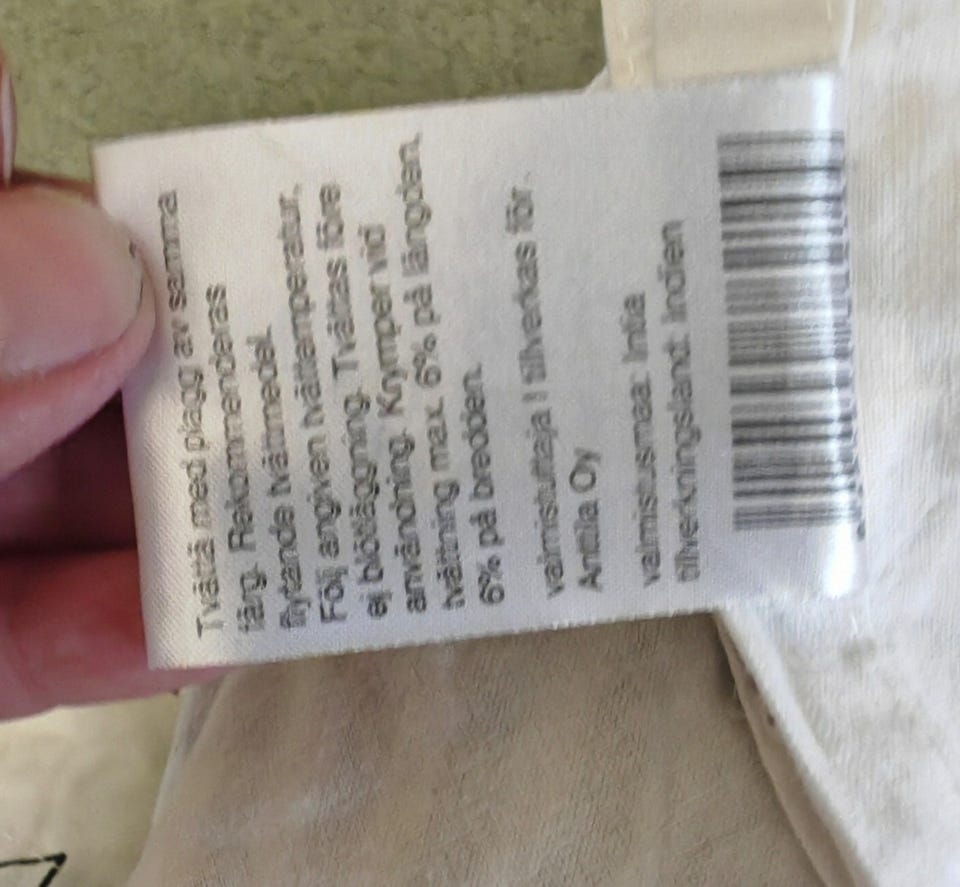 Tvättä med plagg av samma
färg. Rekommenderas
flytande tvättmedel.
Följ angiven tvättemperatur,
ej blötläggning. Tvättas före
användning. Krymper vid
tvättning max. 6% på längden,
6% på bredden.
valmistuttaja / tillverkas för.
Anttila Oy
valmistusmaa: Intia
tillverkningsland: Indien